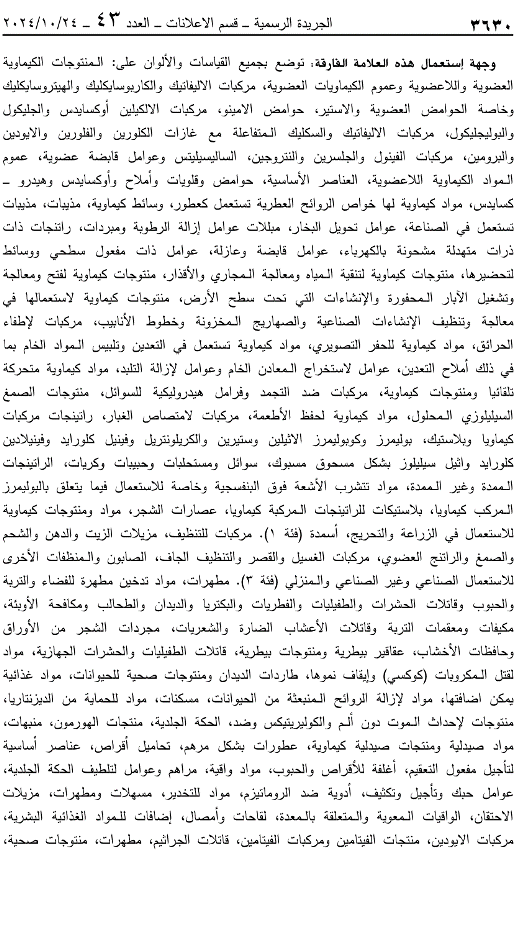 ٣٦٣٠ الجريدة الرسمية ــ قسم الاعلانات ــ العدد ٤٣ ــ ٢٠٢٤/١٠/٢٤
وجهة إستعمال هذه العلامة الفارقة: توضع بجميع القياسات والألوان على: المنتوجات الكيماوية
العضوية واللاعضوية وعموم الكيماويات العضوية، مركبات الاليفاتيك والكاربوسايكليك والهيتروسايكليك
وخاصة الحوامض العضوية والاستير، حوامض الامينو، مركبات الالكيلين أوكسايدس والجليكول
والبوليجليكول، مركبات الاليفاتيك والسكليك المتفاعلة مع غازات الكلورين والفلورين والايودين
والبرومين، مركبات الفينول والجلسرين والنتروجين، الساليسيليتس وعوامل قابضة عضوية، عموم
المواد الكيماوية اللاعضوية، العناصر الأساسية، حوامض وقلويات وأملاح وأوكسايدس وهيدرو ــ
كسايدس، مواد كيماوية لها خواص الروائح العطرية تستعمل كعطور، وسائط كيماوية، مذيبات، مذيبات
تستعمل في الصناعة، عوامل تحويل البخار، مبللات عوامل إزالة الرطوبة ومبردات، راتنجات ذات
ذرات متهدلة مشحونة بالكهرباء، عوامل قابضة وعازلة، عوامل ذات مفعول سطحي ووسائط
لتحضيرها، منتوجات كيماوية لتنقية المياه ومعالجة المجاري والأقذار، منتوجات كيماوية لفتح ومعالجة
وتشغيل الآبار المحفورة والإنشاءات التي تحت سطح الأرض، منتوجات كيماوية لاستعمالها في
معالجة وتنظيف الإنشاءات الصناعية والصهاريج المخزونة وخطوط الأنابيب، مركبات لإطفاء
الحرائق، مواد كيماوية للحفر التصويري، مواد كيماوية تستعمل في التعدين وتلبيس المواد الخام بما
في ذلك أملاح التعدين، عوامل لاستخراج المعادن الخام وعوامل لإزالة التلبد، مواد كيماوية متحركة
تلقائيا ومنتوجات كيماوية، مركبات ضد التجمد وفرامل هيدروليكية للسوائل، منتوجات الصمغ
السيليلوزي المحلول، مواد كيماوية لحفظ الأطعمة، مركبات لامتصاص الغبار، راتينجات مركبات
كيماويا وبلاستيك، بوليمرز وكوبوليمرز الاثيلين وستيرين والكريلونتريل وفينيل كلورايد وفينيلادين
كلورايد واثيل سيليلوز بشكل مسحوق مسبوك، سوائل ومستحلبات وحبيبات وكريات، الراتينجات
الممدة وغير الممدة، مواد تتشرب الأشعة فوق البنفسجية وخاصة للاستعمال فيما يتعلق بالبوليمرز
المركب كيماويا، بلاستيكات للراتينجات المركبة كيماويا، عصارات الشجر، مواد ومنتوجات كيماوية
للاستعمال في الزراعة والتحريج، أسمدة (فئة ١). مركبات للتنظيف، مزيلات الزيت والدهن والشحم
والصمغ والراتنج العضوي، مركبات الغسيل والقصر والتنظيف الجاف، الصابون والمنظفات الأخرى
للاستعمال الصناعي وغير الصناعي والمنزلي (فئة ٣). مطهرات، مواد تدخين مطهرة للفضاء والتربة
والحبوب وقاتلات الحشرات والطفيليات والفطريات والبكتريا والديدان والطحالب ومكافحة الأوبئة،
مكيفات ومعقمات التربة وقاتلات الأعشاب الضارة والشعريات، مجردات الشجر من الأوراق
وحافظات الأخشاب، عقاقير بيطرية ومنتوجات بيطرية، قاتلات الطفيليات والحشرات الجهازية، مواد
لقتل المكروبات (كوكسي) وإيقاف نموها، طاردات الديدان ومنتوجات صحية للحيوانات، مواد غذائية
يمكن اضافتها، مواد لإزالة الروائح المنبعثة من الحيوانات، مسكنات، مواد للحماية من الديزنتاريا،
منتوجات لإحداث الموت دون ألم والكوليريتيكس وضد، الحكة الجلدية، منتجات الهورمون، منبهات،
مواد صيدلية ومنتجات صيدلية كيماوية، عطورات بشكل مرهم، تحاميل أقراص، عناصر أساسية
لتأجيل مفعول التعقيم، أغلفة للأقراص والحبوب، مواد واقية، مراهم وعوامل لتلطيف الحكة الجلدية،
عوامل حبك وتأجيل وتكثيف، أدوية ضد الروماتيزم، مواد للتخدير، مسهلات ومطهرات، مزيلات
الاحتقان، الواقيات المعوية والمتعلقة بالمعدة، لقاحات وأمصال، إضافات للمواد الغذائية البشرية،
مركبات الايودين، منتجات الفيتامين ومركبات الفيتامين، قاتلات الجراثيم، مطهرات، منتوجات صحية،